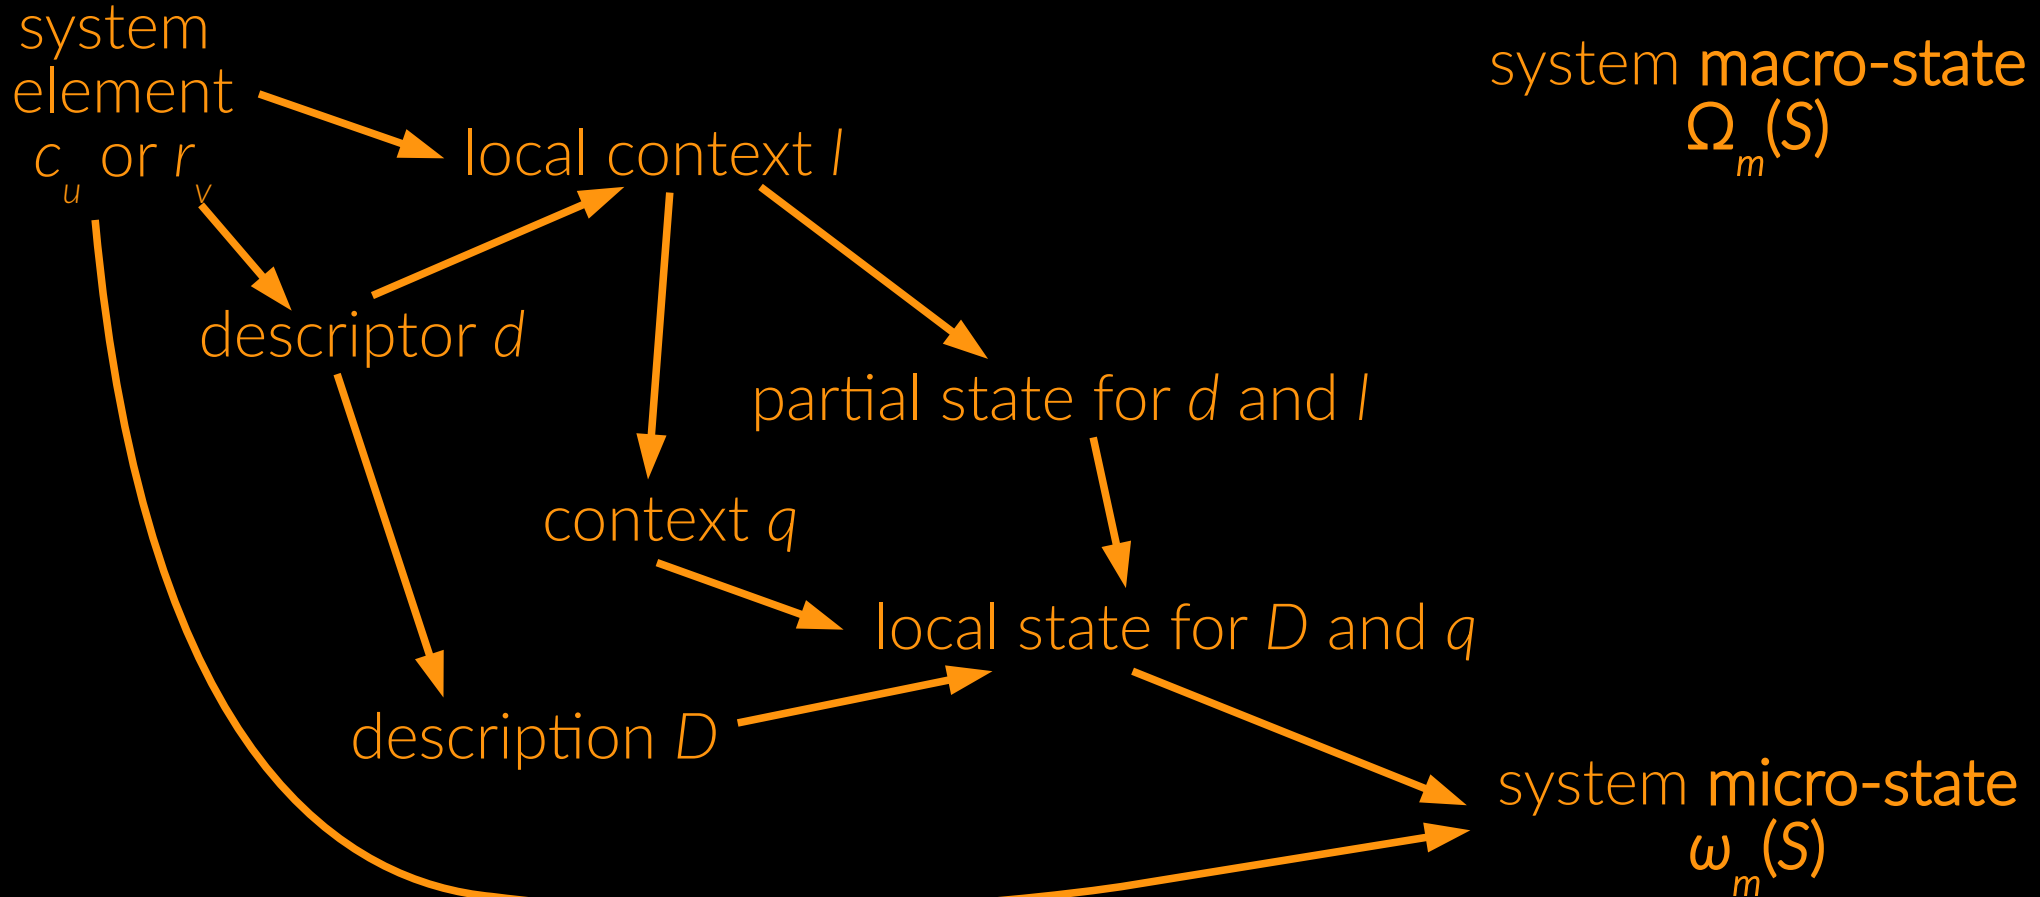 system
element
c_u or r_v
system macro-state
Ω_m(S)
local context l
descriptor d
partial state for d and l
context q
local state for D and q
description D
system micro-state
ω_m(S)